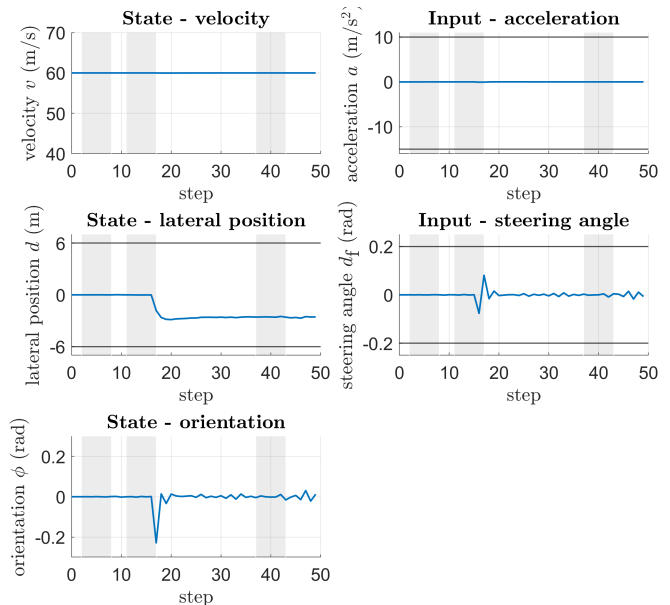 State - velocity
velocity v (m/s)
70
60
50
40
0 10 20 30 40 50
step
Input - acceleration
acceleration a (m/s²)
10
0
-10
0 10 20 30 40 50
step
State - lateral position
lateral position d (m)
6
0
-6
0 10 20 30 40 50
step
Input - steering angle
steering angle d_f (rad)
0.2
0
-0.2
0 10 20 30 40 50
step
State - orientation
orientation ϕ (rad)
0.2
0
-0.2
0 10 20 30 40 50
step